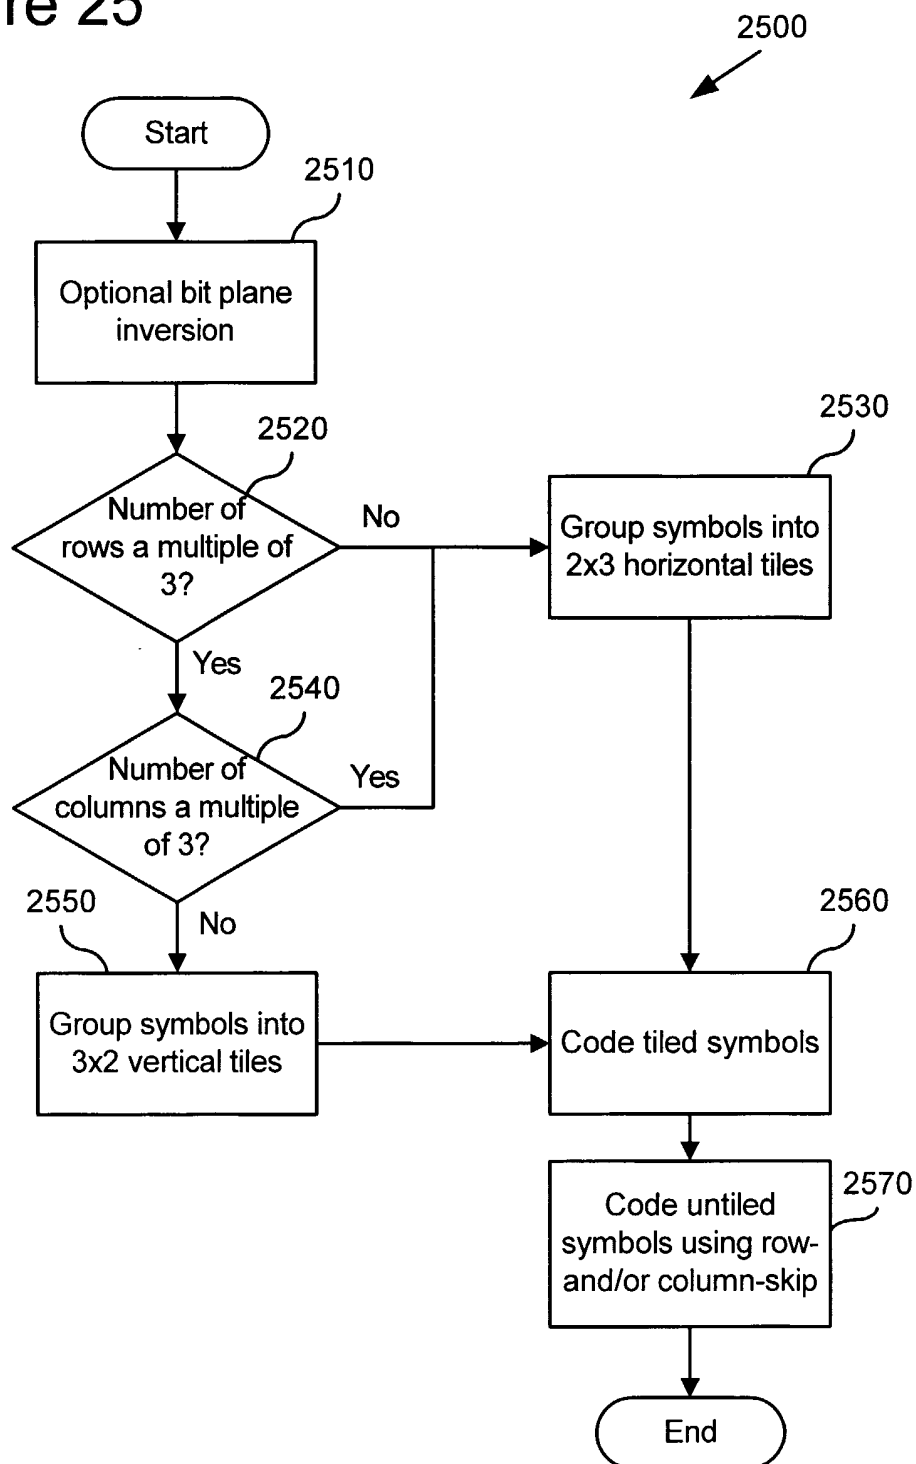 re 25
2500
Start
2510
Optional bit plane
inversion
2520
Number of
rows a multiple of
3?
No
2530
Group symbols into
2x3 horizontal tiles
Yes
2540
Number of
columns a multiple
of 3?
Yes
2550
No
Group symbols into
3x2 vertical tiles
2560
Code tiled symbols
2570
Code untiled
symbols using row-
and/or column-skip
End